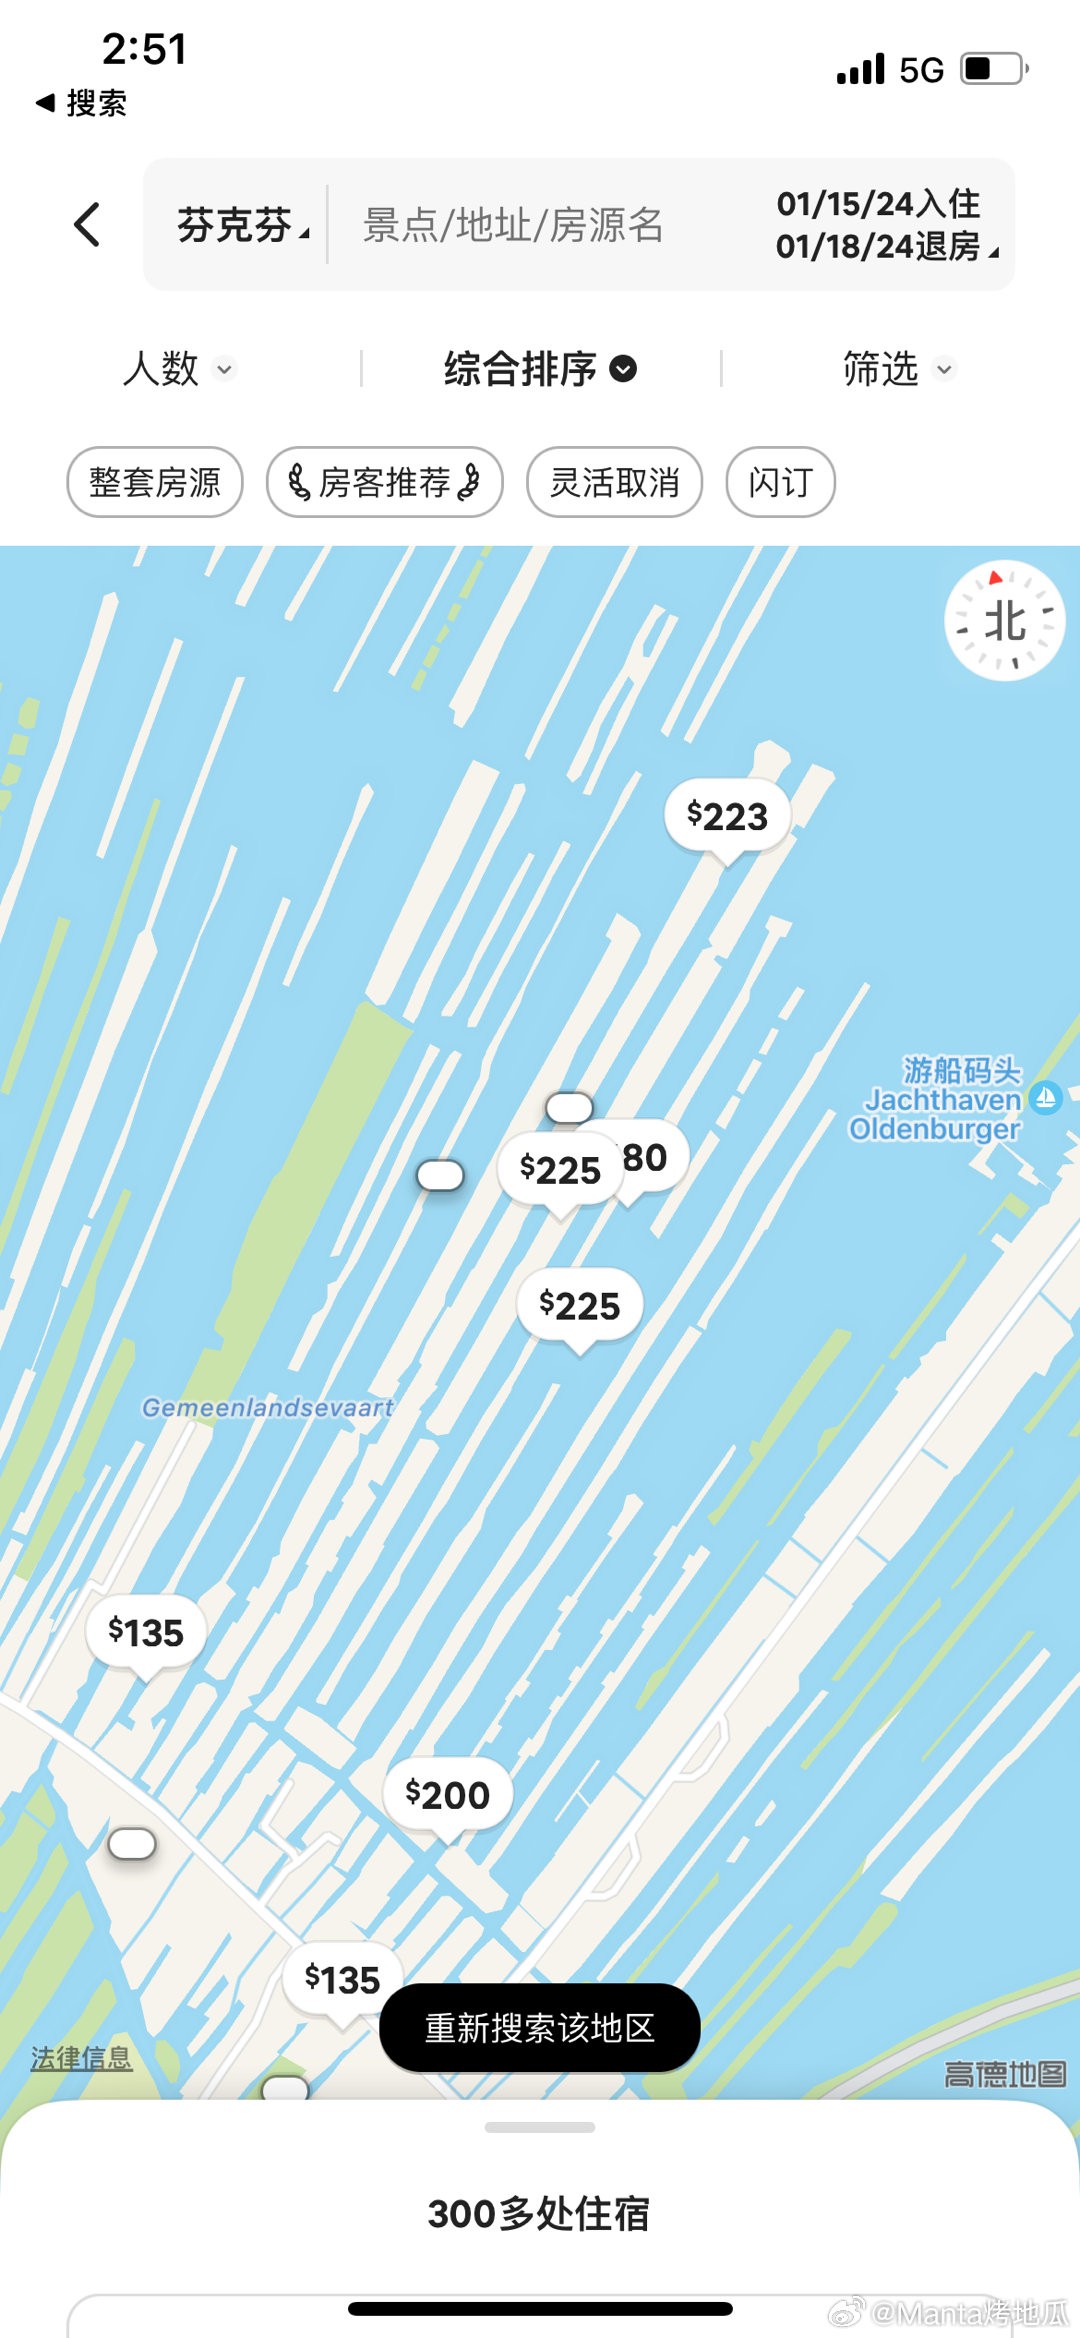 2:51
5G
◀ 搜索
芬克芬
景点/地址/房源名
01/15/24入住
01/18/24退房
人数
综合排序
筛选
整套房源
房客推荐
灵活取消
闪订
北
$223
游船码头
Jachthaven
Oldenburger
80
$225
$225
Gemeenlandsevaart
$135
$200
$135
重新搜索该地区
法律信息
高德地图
300多处住宿
@Manta烤地瓜